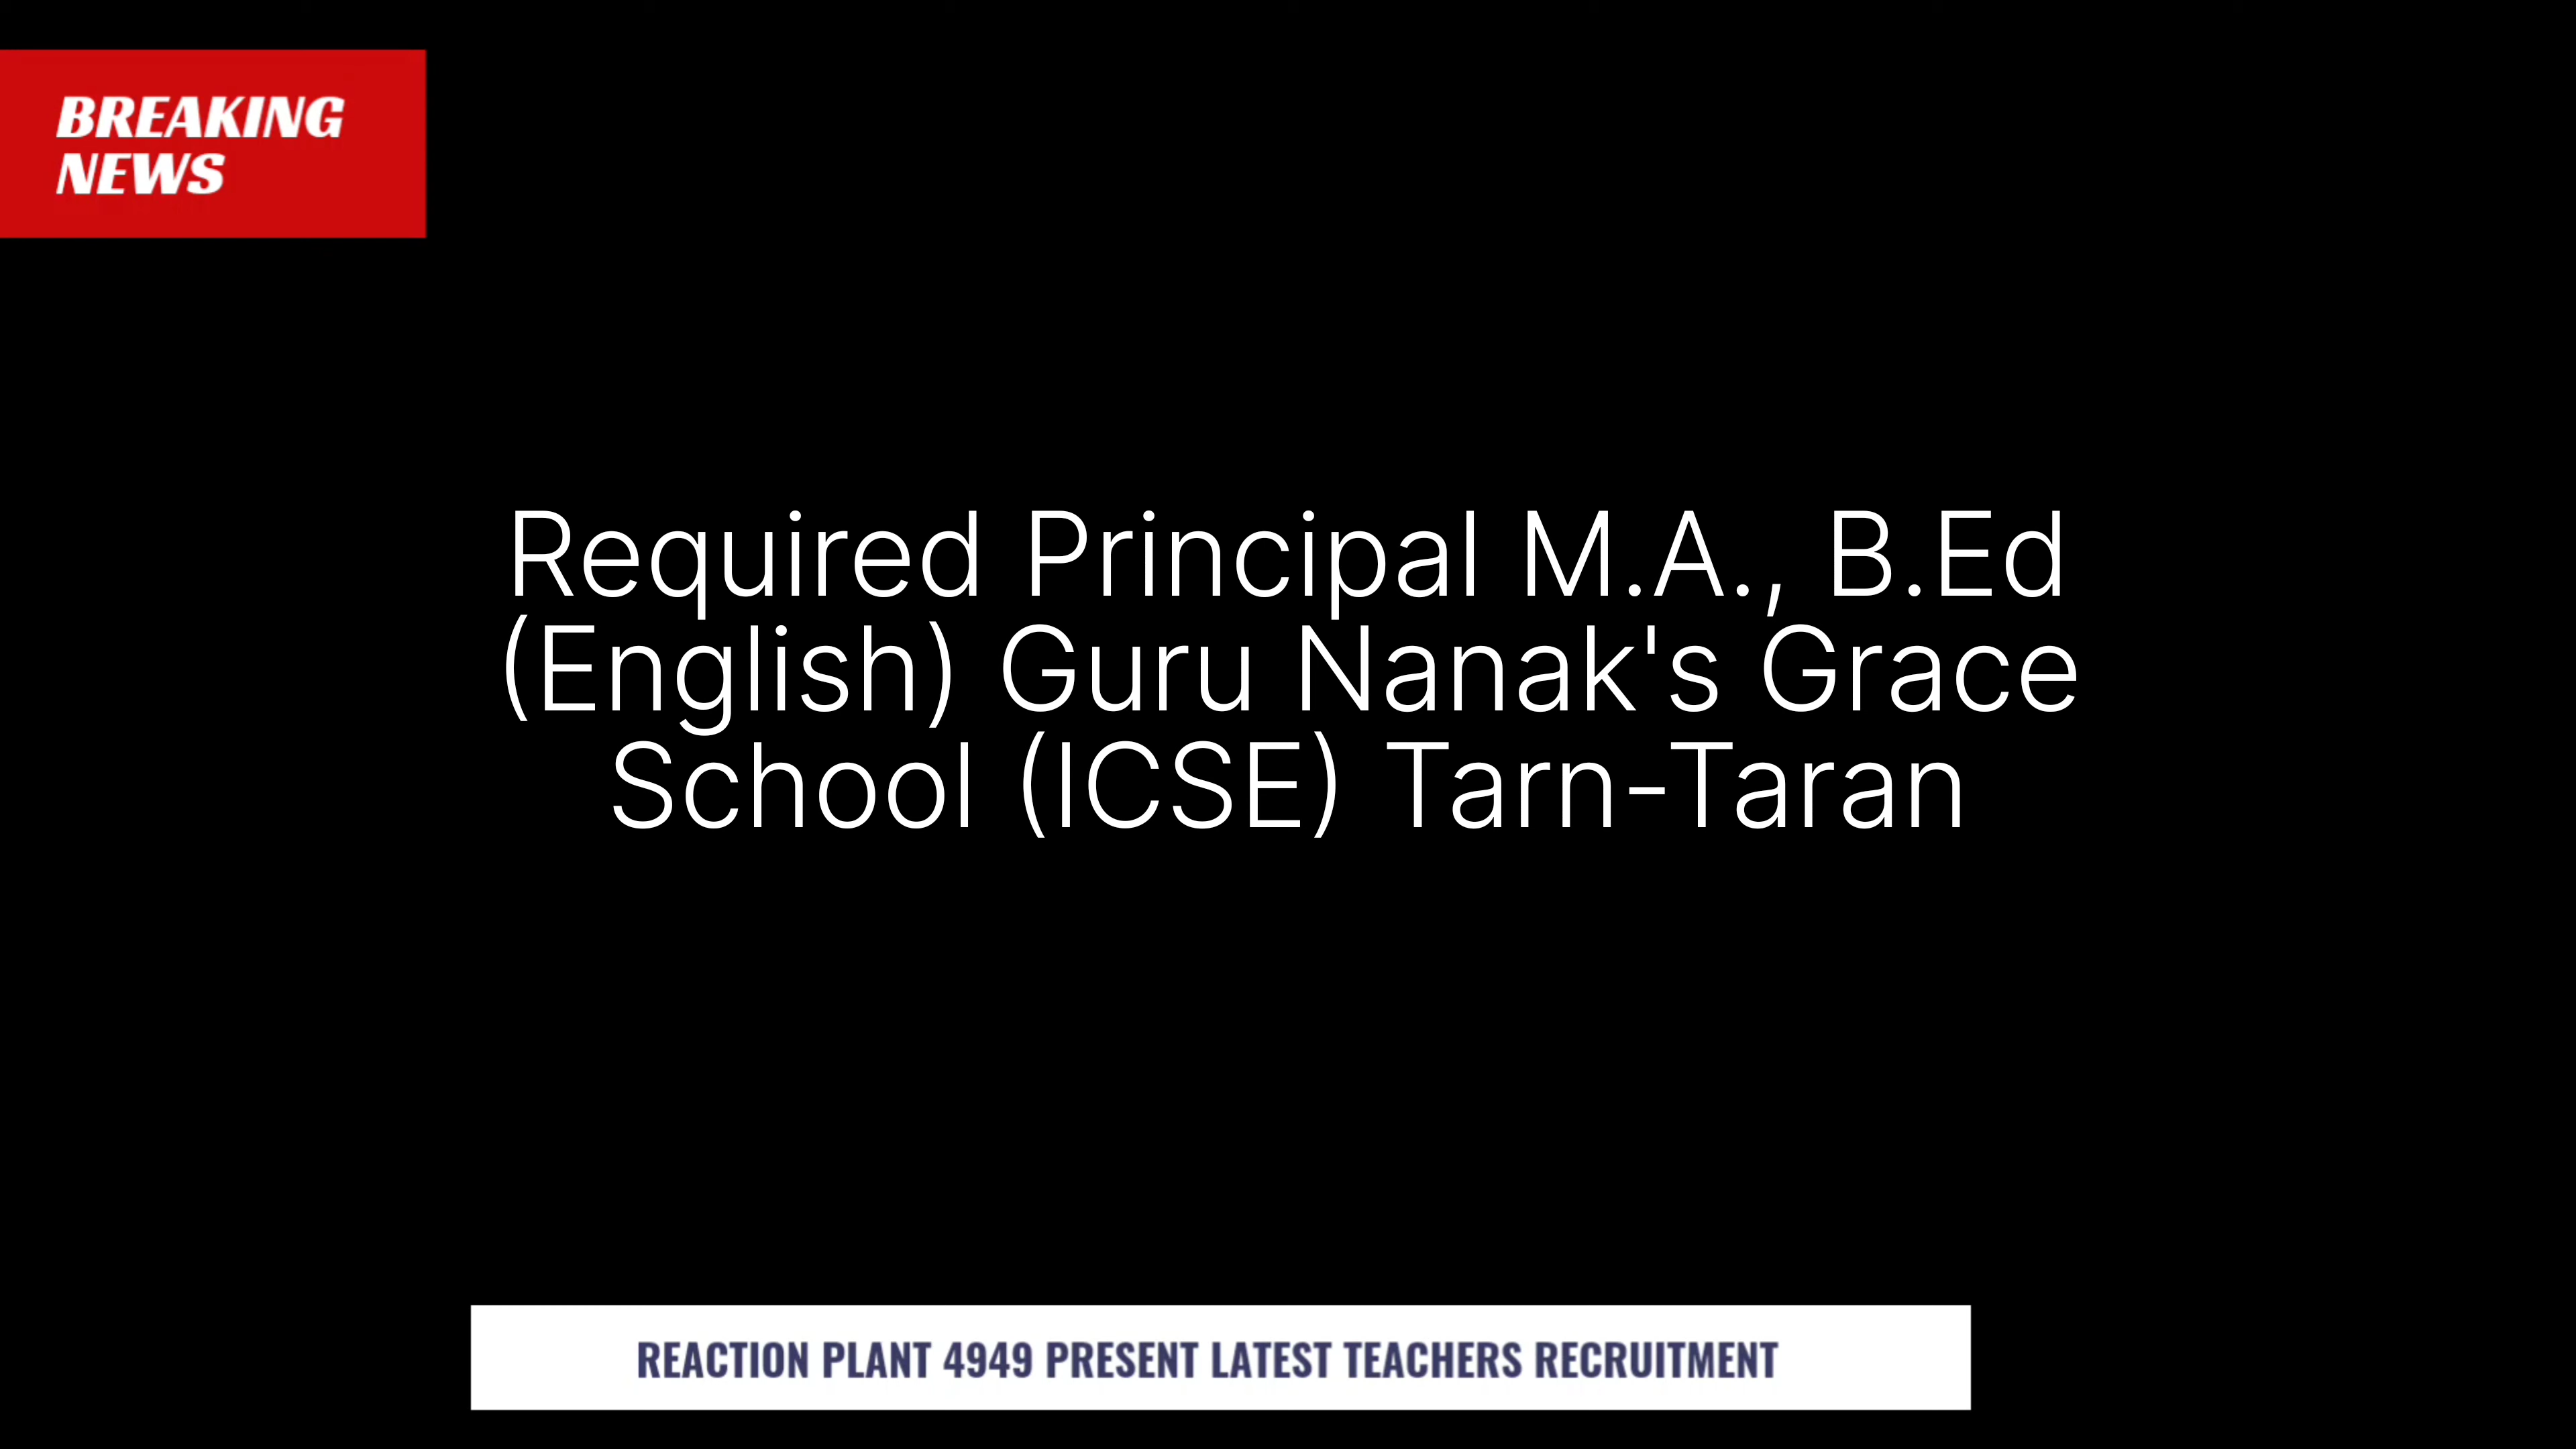 BREAKING
NEWS
Required Principal M.A., B.Ed
(English) Guru Nanak's Grace
School (ICSE) Tarn-Taran
REACTION PLANT 4949 PRESENT LATEST TEACHERS RECRUITMENT